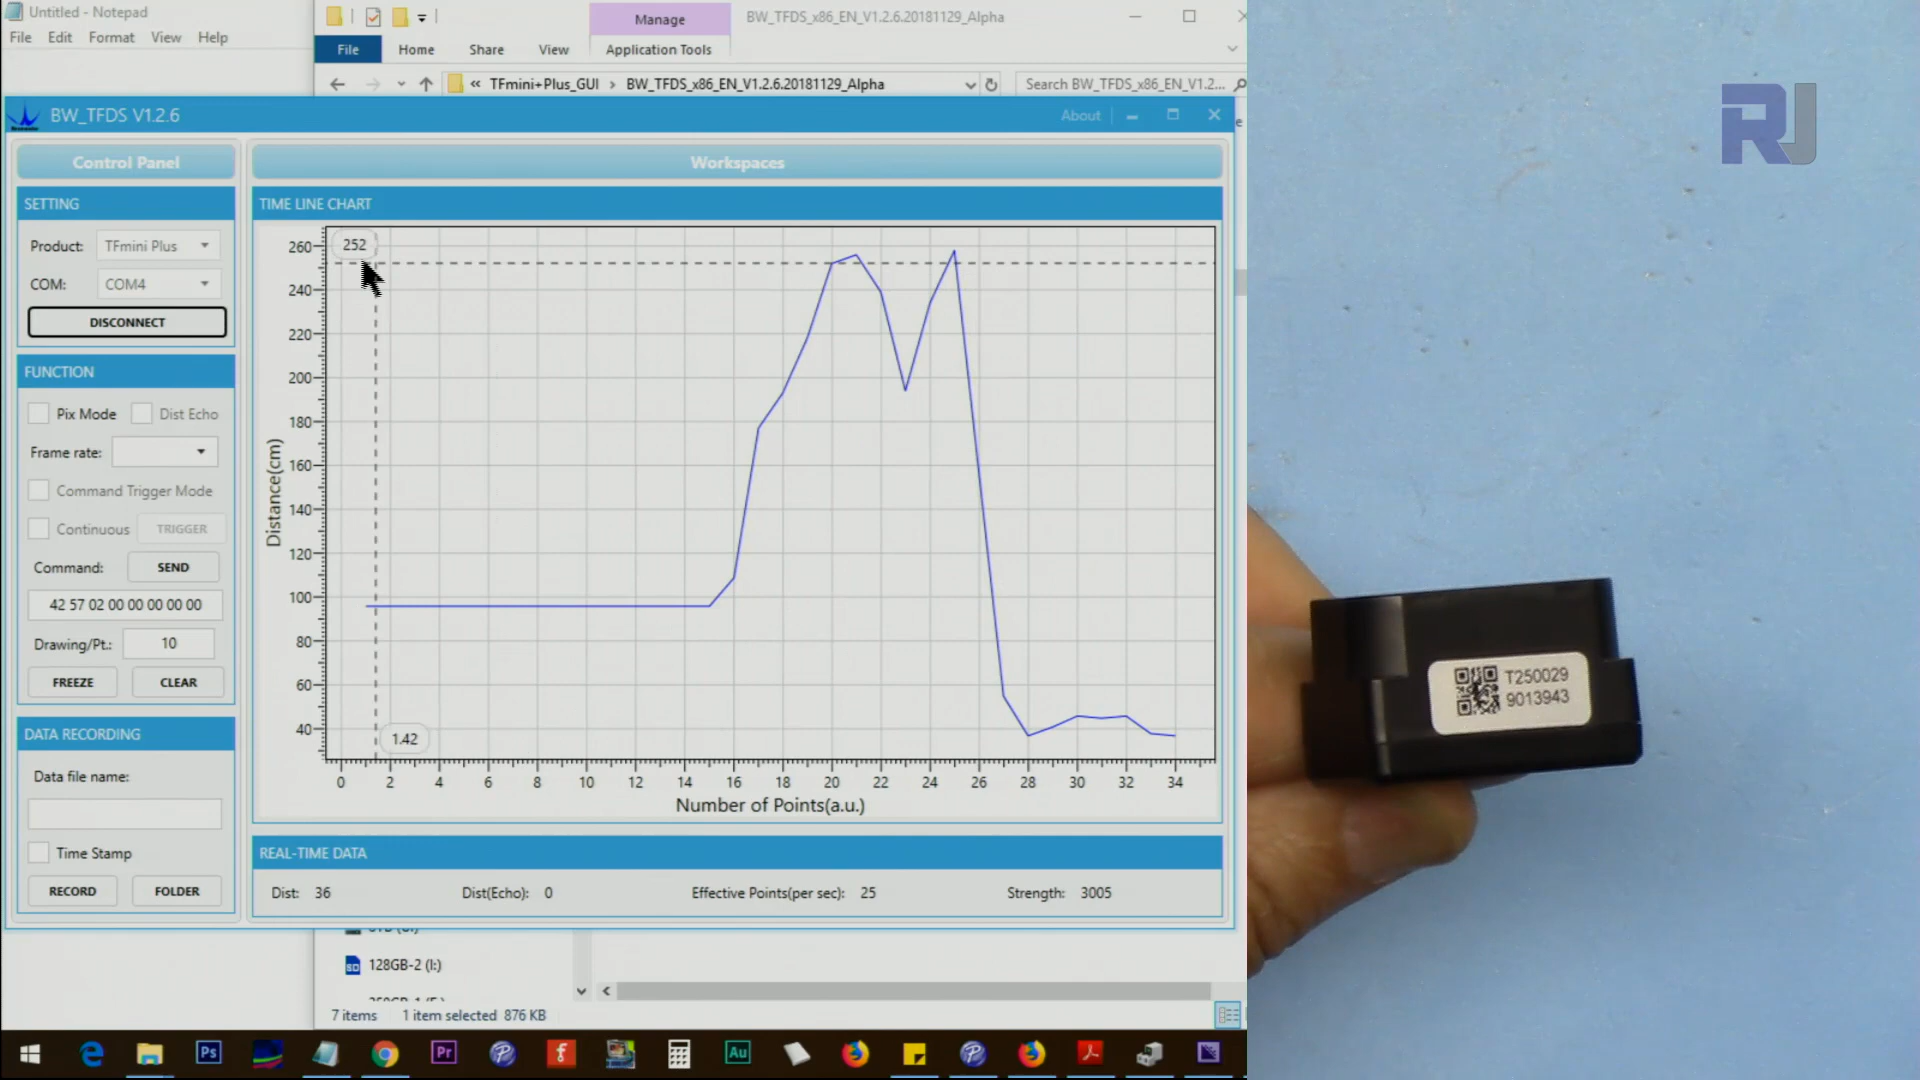 Untitled - Notepad
File Edit Format View Help
Manage
BW_TFDS_x86_EN_V1.2.6.20181129_Alpha
File Home Share View Application Tools
« TFmini+Plus_GUI > BW_TFDS_x86_EN_V1.2.6.20181129_Alpha
Search BW_TFDS_x86_EN_V1.2...
BW_TFDS V1.2.6
About
Control Panel
Workspaces
SETTING
Product: TFmini Plus
COM: COM4
DISCONNECT
FUNCTION
Pix Mode Dist Echo
Frame rate:
Command Trigger Mode
Continuous TRIGGER
Command: SEND
42 57 02 00 00 00 00 00
Drawing/Pt.: 10
FREEZE CLEAR
DATA RECORDING
Data file name:
Time Stamp
RECORD FOLDER
TIME LINE CHART
252
260
240
220
200
180
160
140
120
100
80
60
40
Distance(cm)
1.42
0 2 4 6 8 10 12 14 16 18 20 22 24 26 28 30 32 34
Number of Points(a.u.)
REAL-TIME DATA
Dist: 36 Dist(Echo): 0 Effective Points(per sec): 25 Strength: 3005
128GB-2 (I:)
7 items 1 item selected 876 KB
Ps
Pr
Au
RJ
T250029
9013943